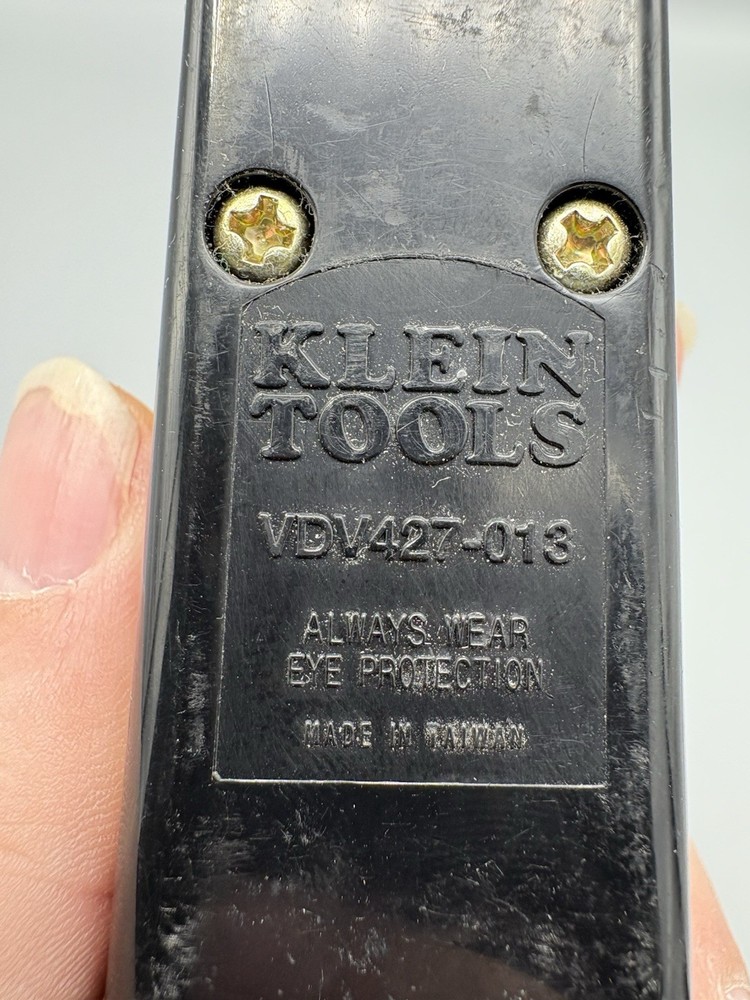 KLEIN
TOOLS
VDV427-013
ALWAYS WEAR
EYE PROTECTION
MADE IN TAIWAN